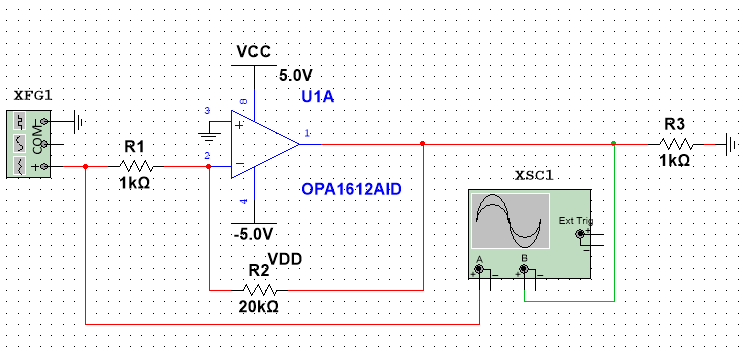 VCC
5.0V
XFG1
U1A
8
3
COM
+
1
R1
R3
2
−
1kΩ
1kΩ
+
OPA1612AID
XSC1
4
Ext Trig
+
-5.0V
−
VDD
A
B
R2
+
−
+
−
20kΩ